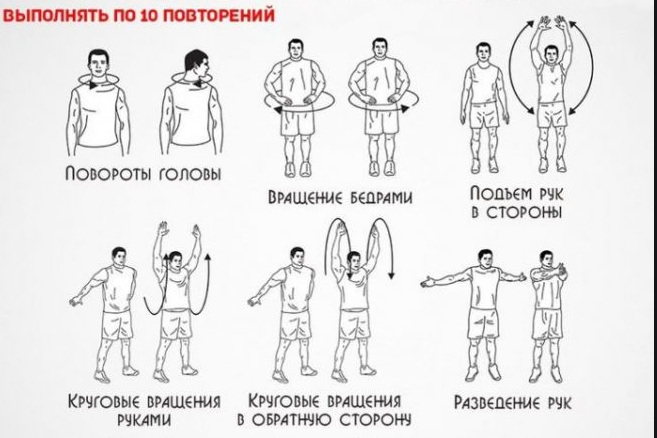 ВЫПОЛНЯТЬ ПО 10 ПОВТОРЕНИЙ
ПОВОРОТЫ ГОЛОВЫ
ВРАЩЕНИЕ БЕДРАМИ
ПОДЪЕМ РУК
В СТОРОНЫ
КРУГОВЫЕ ВРАЩЕНИЯ
РУКАМИ
КРУГОВЫЕ ВРАЩЕНИЯ
В ОБРАТНУЮ СТОРОНУ
РАЗВЕДЕНИЕ РУК